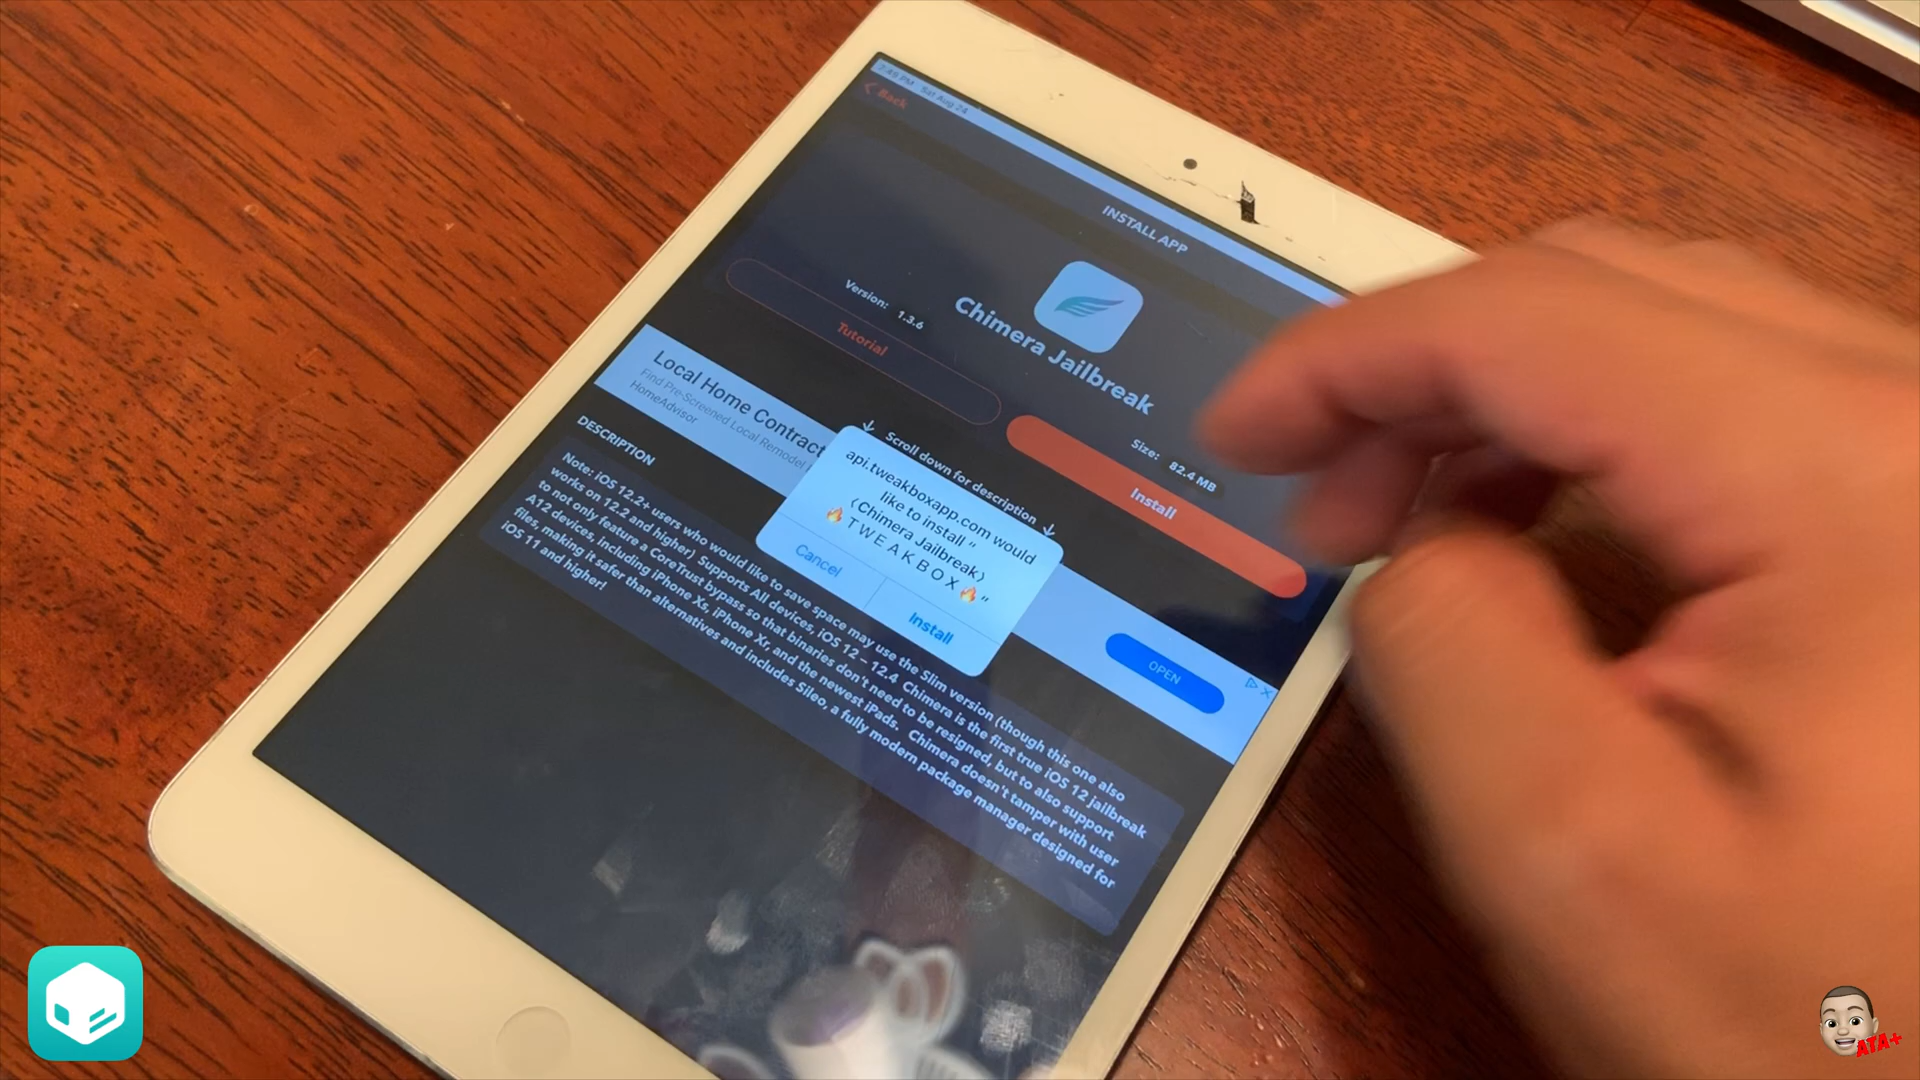 7:49 PM Sat Aug 24
Back
INSTALL APP
Chimera Jailbreak
Version: 1.3.6
Size: 82.4 MB
Tutorial
Install
Scroll down for description
Local Home Contract
Find Pre-Screened Local Remodel
HomeAdvisor
OPEN
api.tweakboxapp.com would
like to install "
(Chimera Jailbreak)
🔥 T W E A K B O X 🔥"
Cancel
Install
DESCRIPTION
Note: iOS 12.2+ users who would like to save space may use the Slim version (though this one also
works on 12.2 and higher) Supports All devices, iOS 12 – 12.4 Chimera is the first true iOS 12 jailbreak
to not only feature a CoreTrust bypass so that binaries don't need to be resigned, but to also support
A12 devices, including iPhone Xs, iPhone Xr, and the newest iPads. Chimera doesn't tamper with user
files, making it safer than alternatives and includes Sileo, a fully modern package manager designed for
iOS 11 and higher!
ATA+